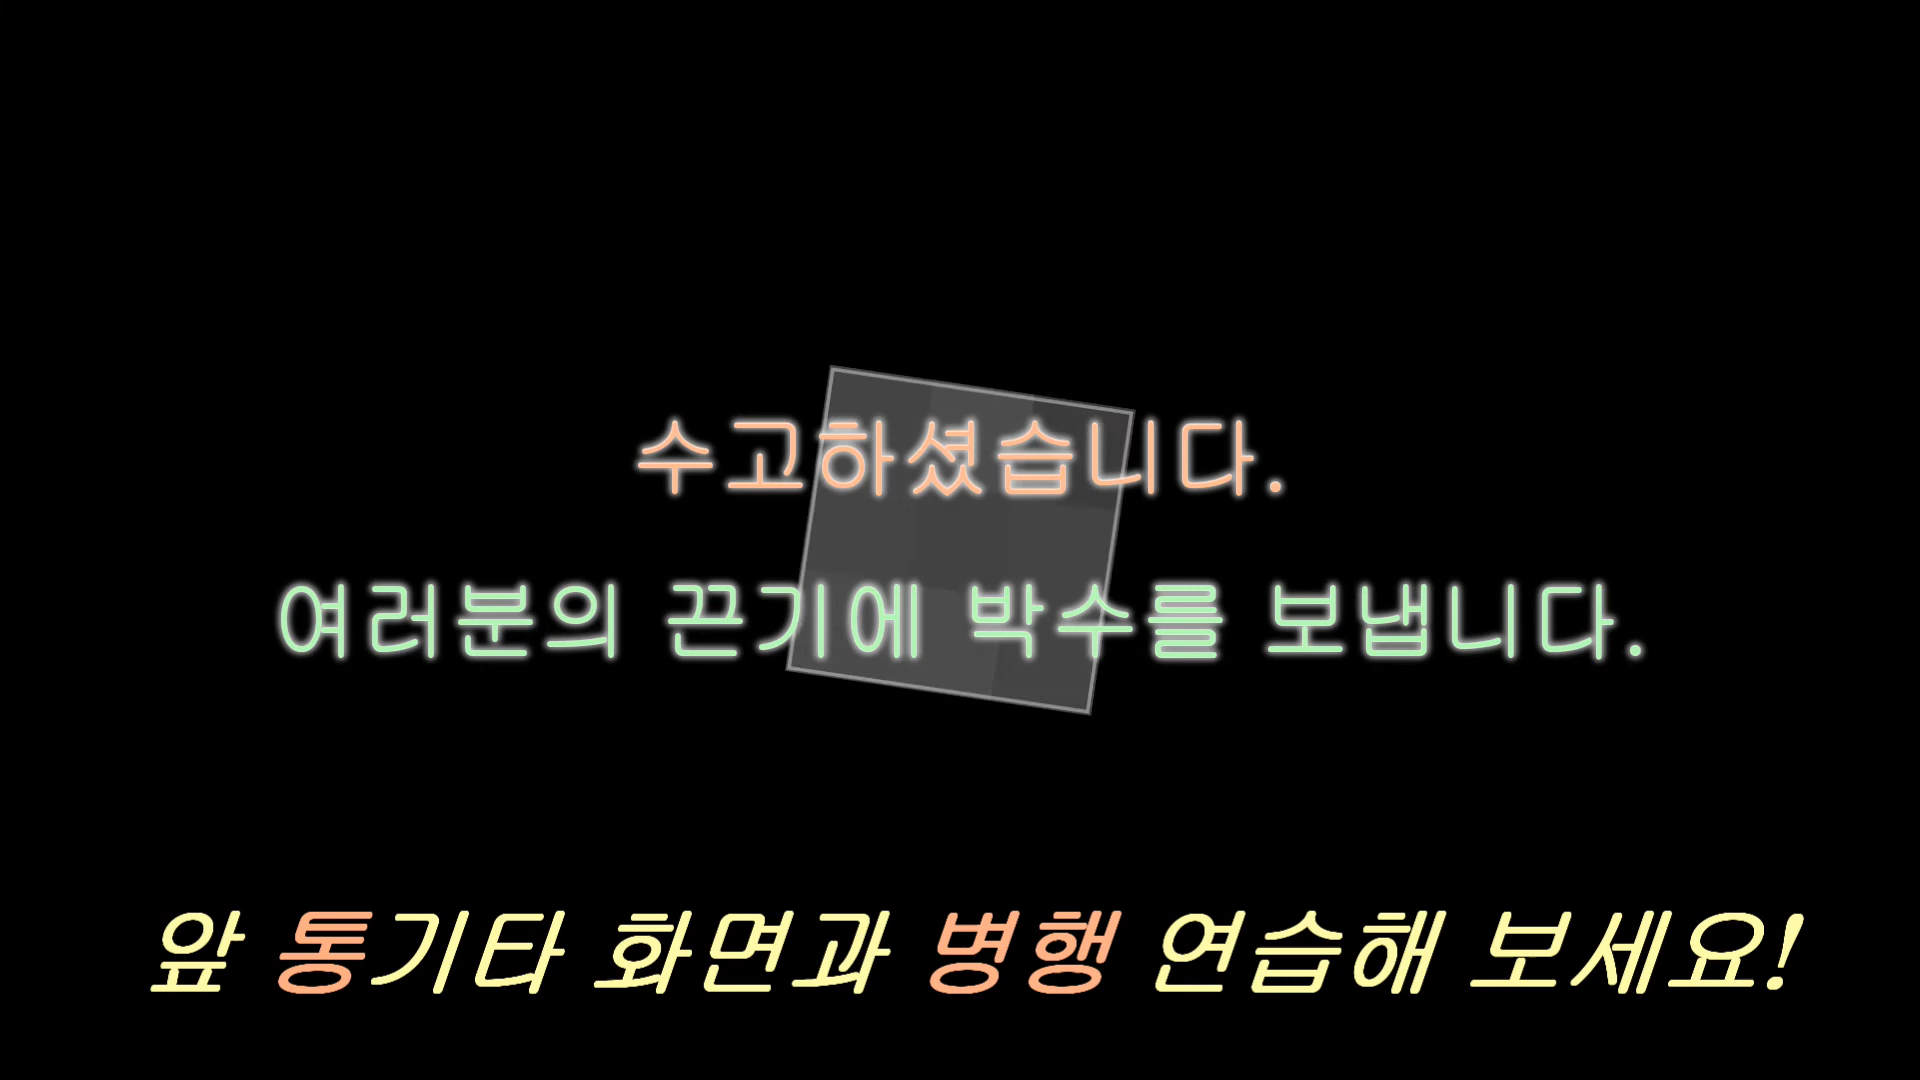 수고하셨습니다.
여러분의 끈기에 박수를 보냅니다.
앞 통기타 화면과 병행 연습해 보세요!